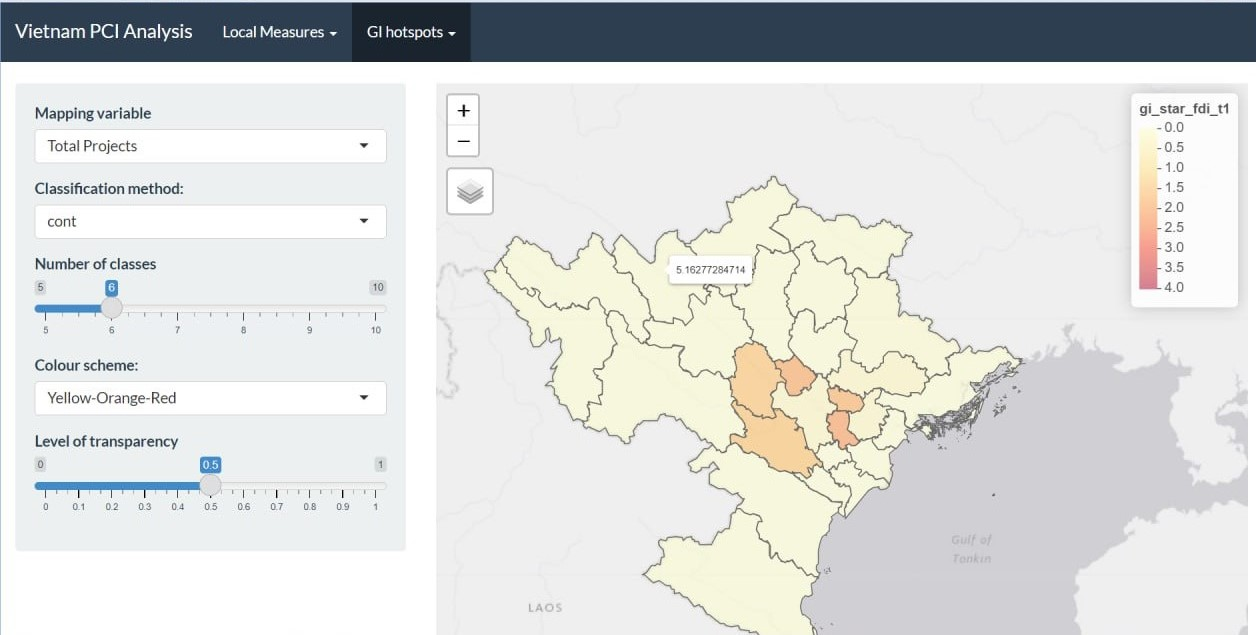 Vietnam PCI Analysis Local Measures GI hotspots
Mapping variable
Total Projects
Classification method:
cont
Number of classes
5 6 10
5 6 7 8 9 10
Colour scheme:
Yellow-Orange-Red
Level of transparency
0 0.5 1
0 0.1 0.2 0.3 0.4 0.5 0.6 0.7 0.8 0.9 1
+
−
5.16277284714
gi_star_fdi_t1
0.0
0.5
1.0
1.5
2.0
2.5
3.0
3.5
4.0
Gulf of
Tonkin
LAOS